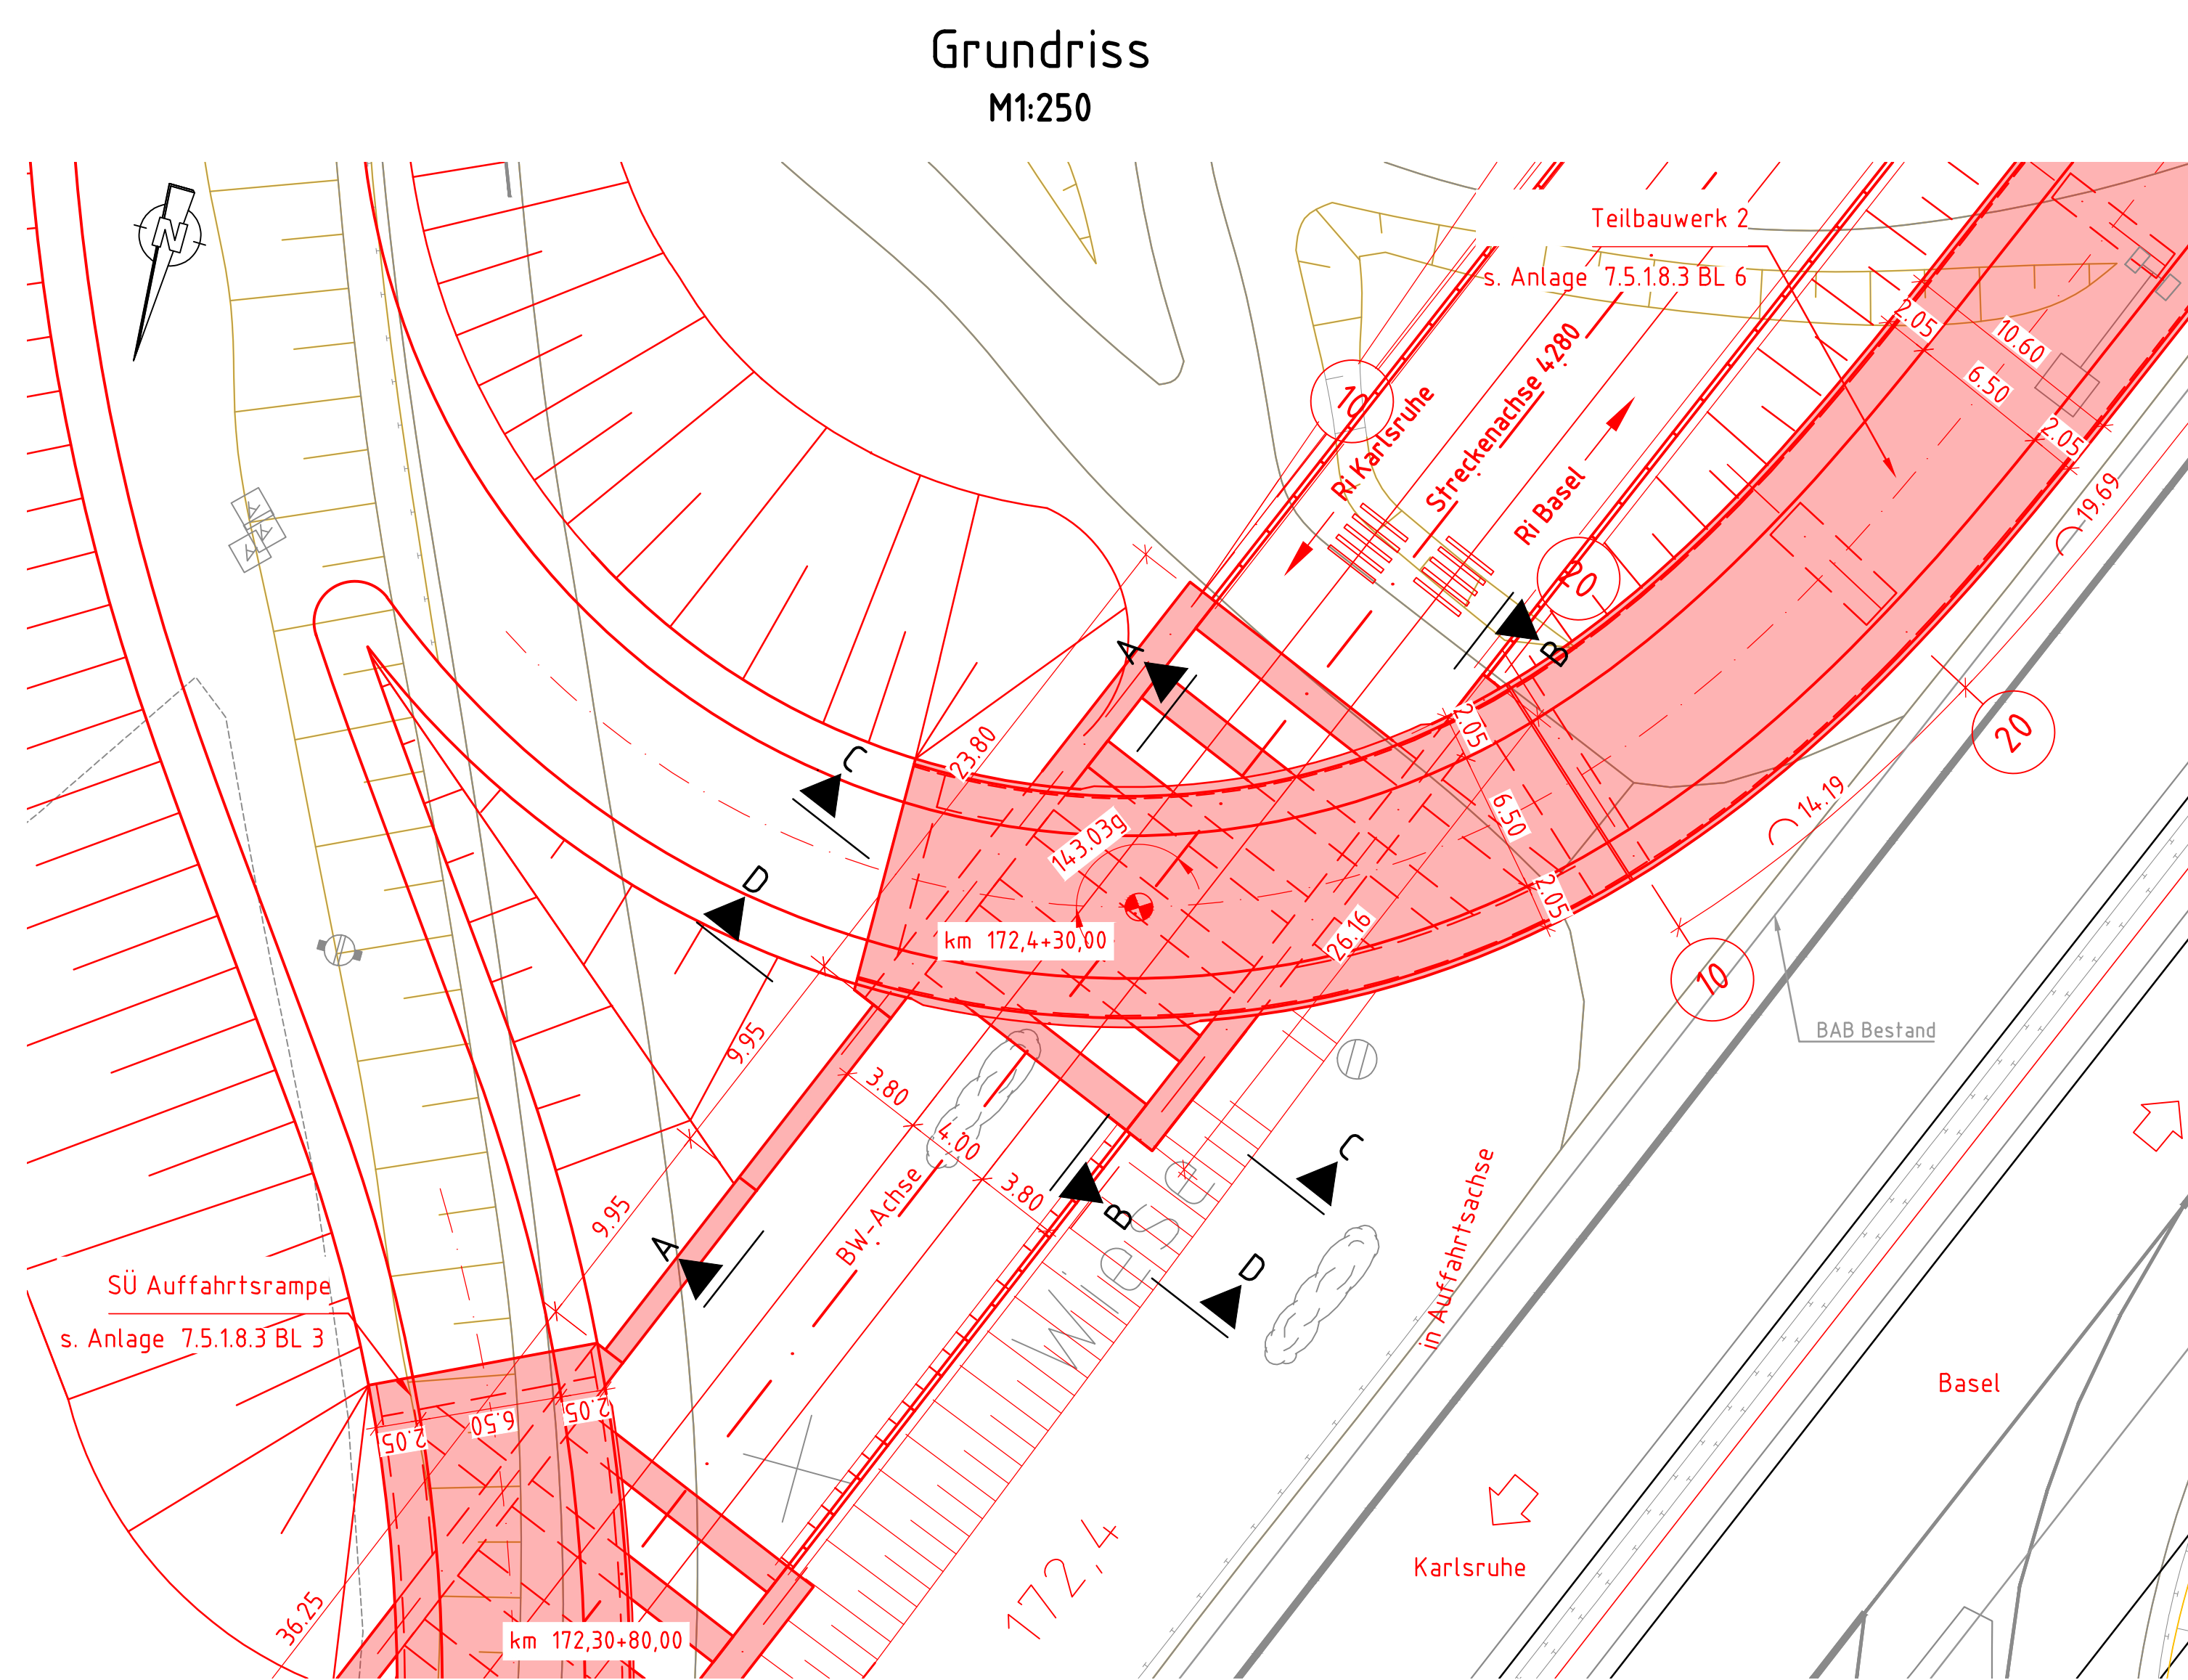 Grundriss
M1:250
N
Teilbauwerk 2
s. Anlage 7.5.1.8.3 BL 6
2.05
10.60
6.50
2.05
10
Ri Karlsruhe
Streckenachse 4280
Ri Basel
20
19.69
A
B
C
23.80
2.05
6.50
2.05
20
14.19
D
143.03g
km 172,4+30,00
26.16
10
BAB Bestand
9.95
3.80
4.00
3.80
9.95
BW-Achse
A
B
C
D
Wiese
in Auffahrtsachse
SÜ Auffahrtsrampe
s. Anlage 7.5.1.8.3 BL 3
2.05
6.50
2.05
Basel
Karlsruhe
172,4
36.25
km 172,30+80,00